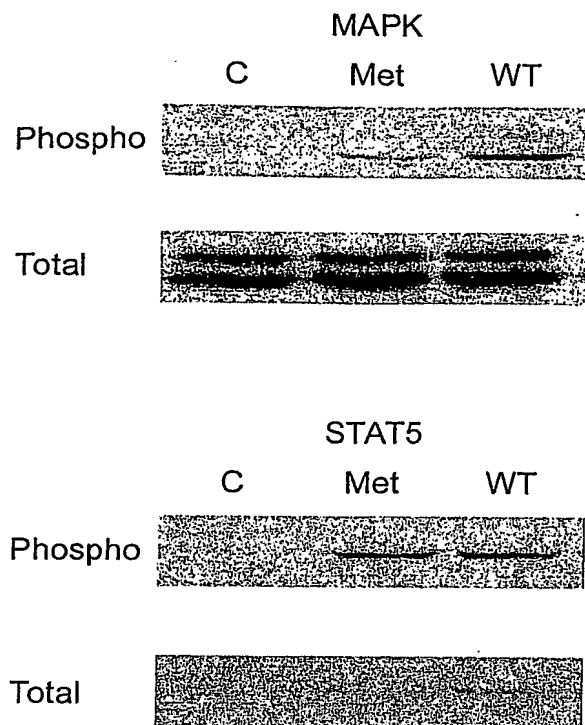 MAPK
C Met WT
Phospho
Total
STAT5
C Met WT
Phospho
Total